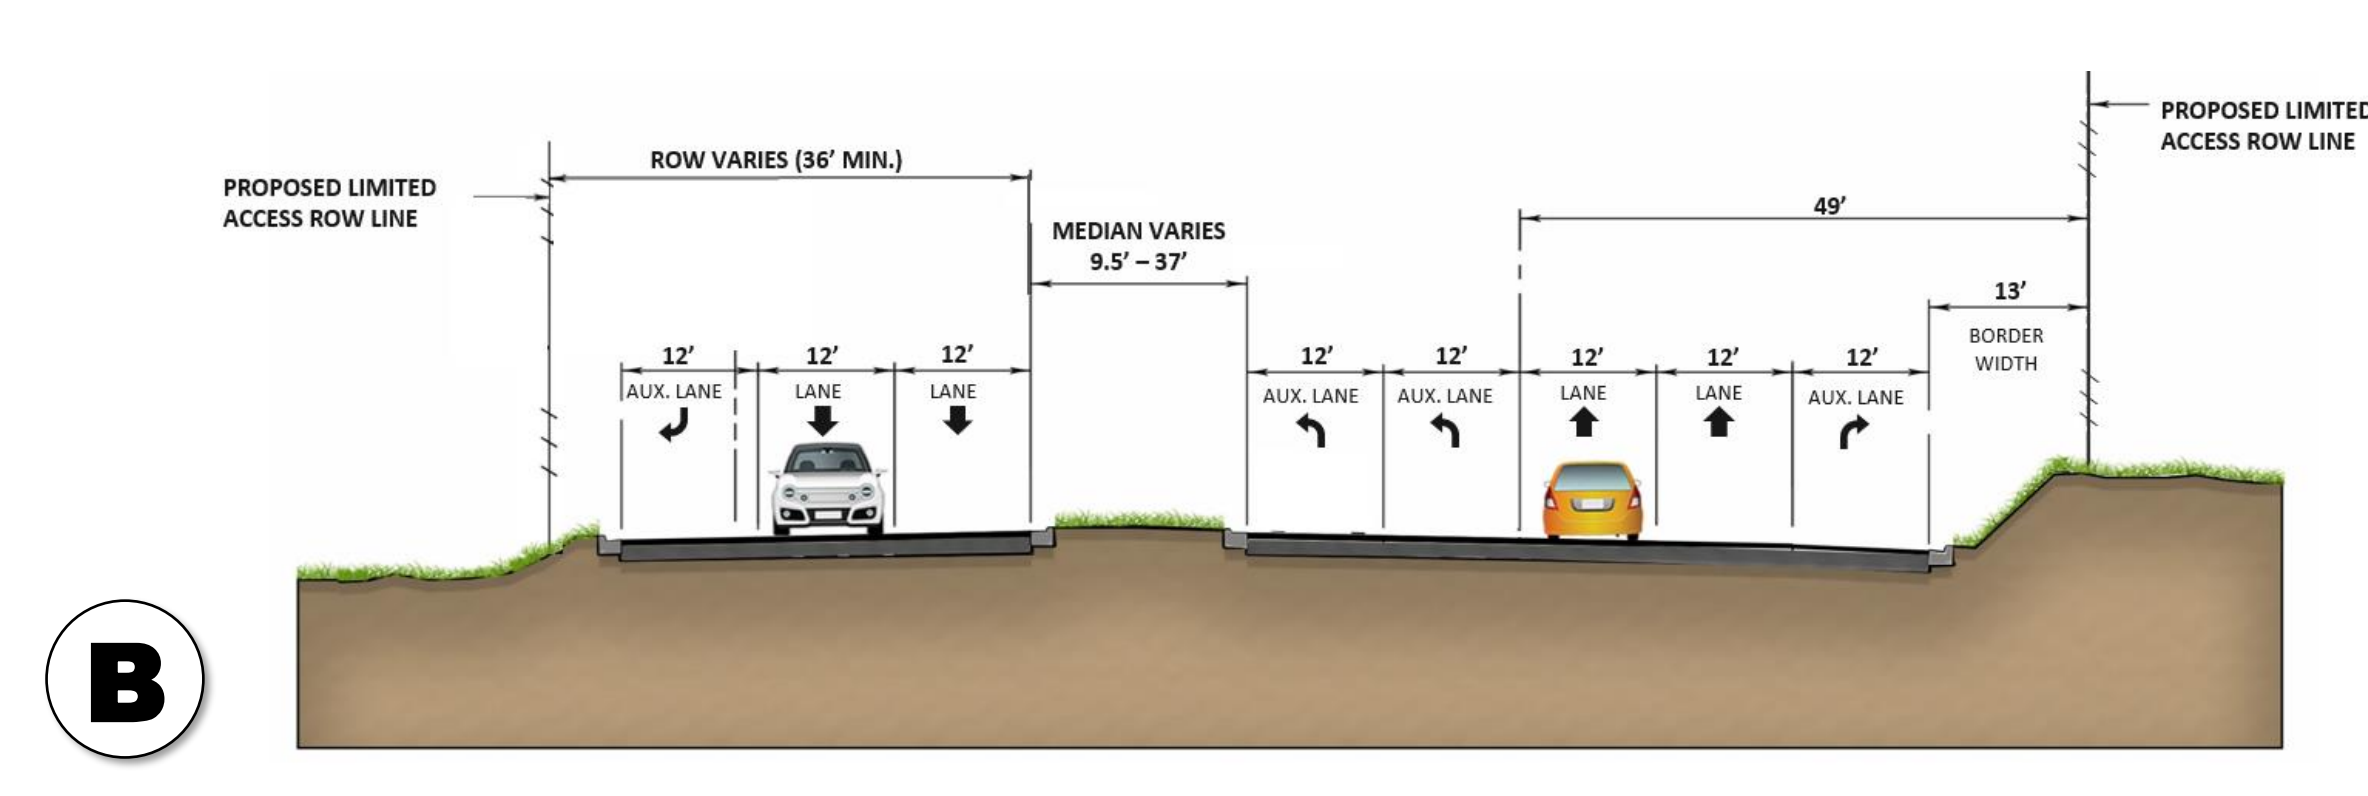 PROPOSED LIMITED
ACCESS ROW LINE
ROW VARIES (36’ MIN.)
MEDIAN VARIES
9.5’ – 37’
49’
PROPOSED LIMITED
ACCESS ROW LINE
13’
BORDER
WIDTH
12’
AUX. LANE
12’
LANE
12’
LANE
12’
AUX. LANE
12’
AUX. LANE
12’
LANE
12’
LANE
12’
AUX. LANE
B